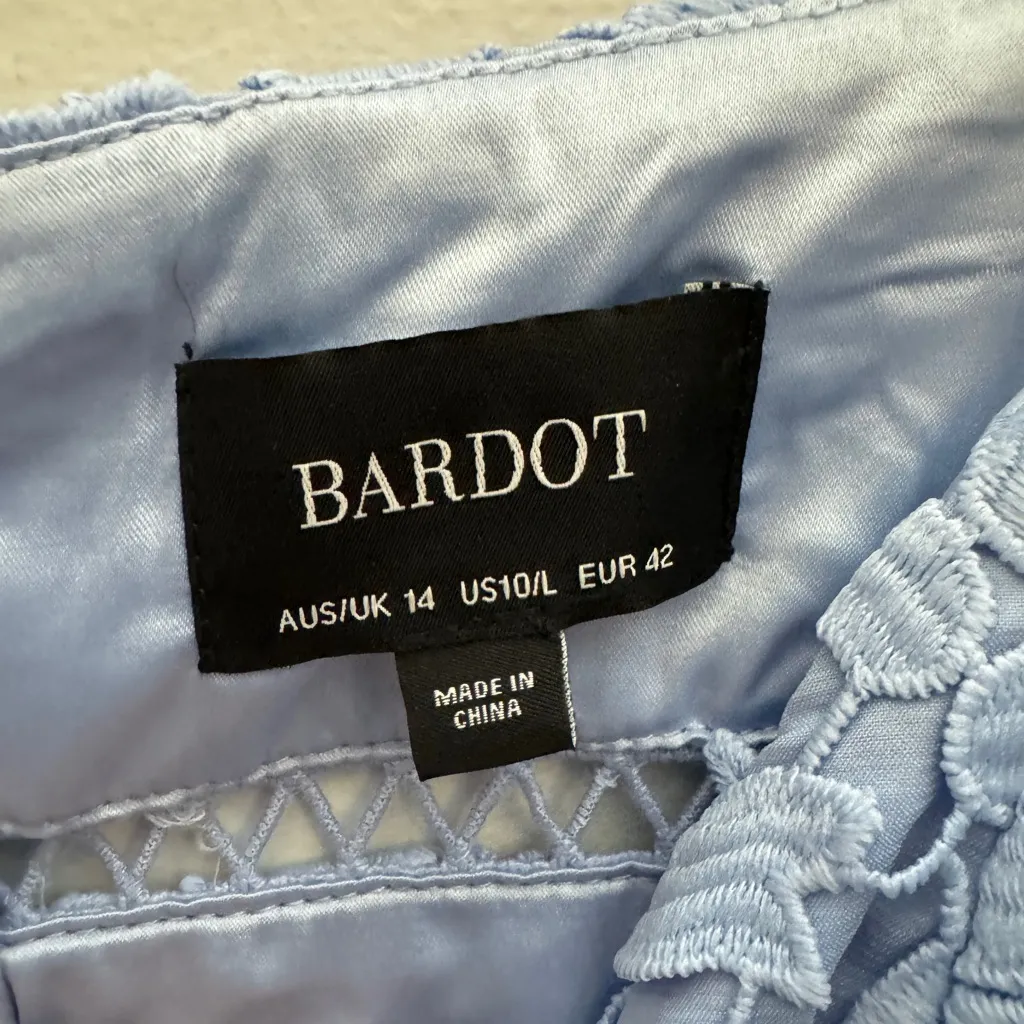 BARDOT
AUS/UK 14 US10/L EUR 42
MADE IN
CHINA